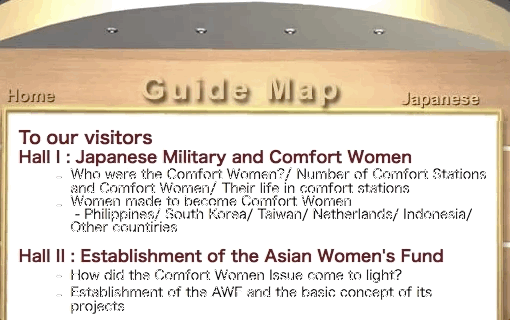 Guide Map
Home
Japanese
To our visitors
Hall I : Japanese Military and Comfort Women
Who were the Comfort Women?/ Number of Comfort Stations
and Comfort Women/ Their life in comfort stations
Women made to become Comfort Women
- Philippines/ South Korea/ Taiwan/ Netherlands/ Indonesia/
Other countiries
Hall II : Establishment of the Asian Women's Fund
How did the Comfort Women Issue come to light?
Establishment of the AWF and the basic concept of its
projects